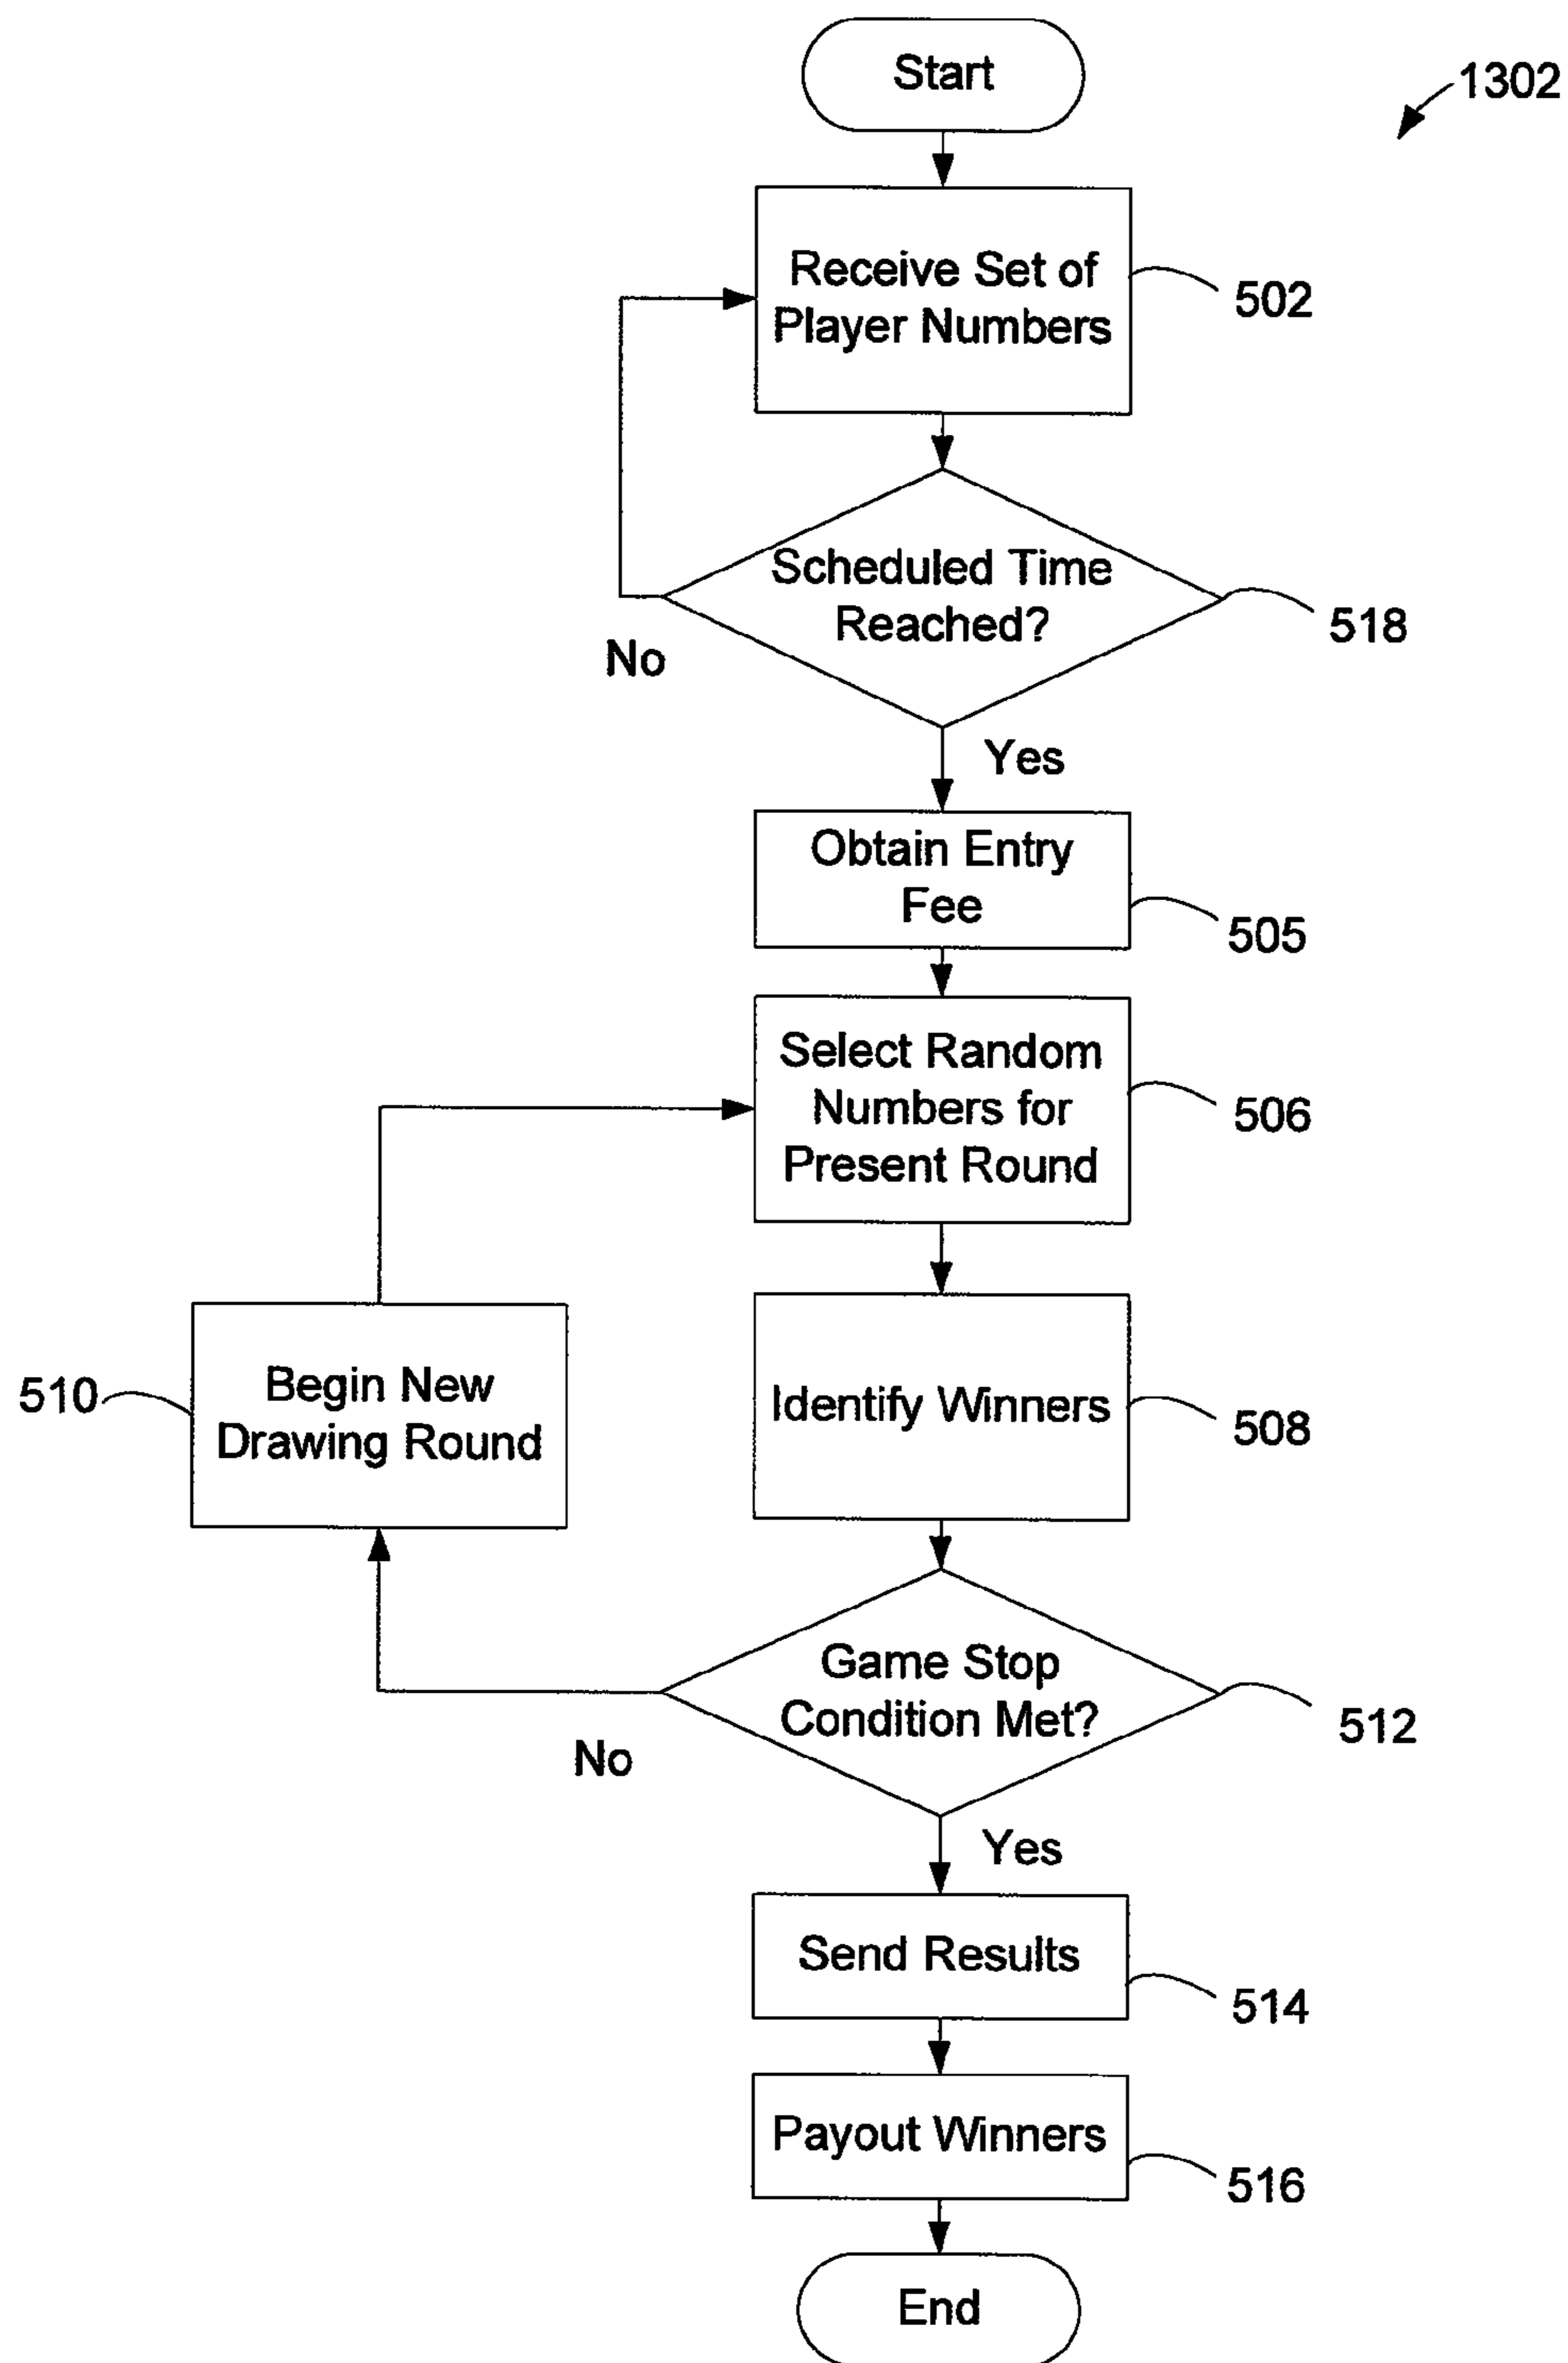 Start
1302
Receive Set of
Player Numbers
502
Scheduled Time
Reached?
518
No
Yes
Obtain Entry
Fee
505
Select Random
Numbers for
Present Round
506
510
Begin New
Drawing Round
Identify Winners
508
Game Stop
Condition Met?
512
No
Yes
Send Results
514
Payout Winners
516
End